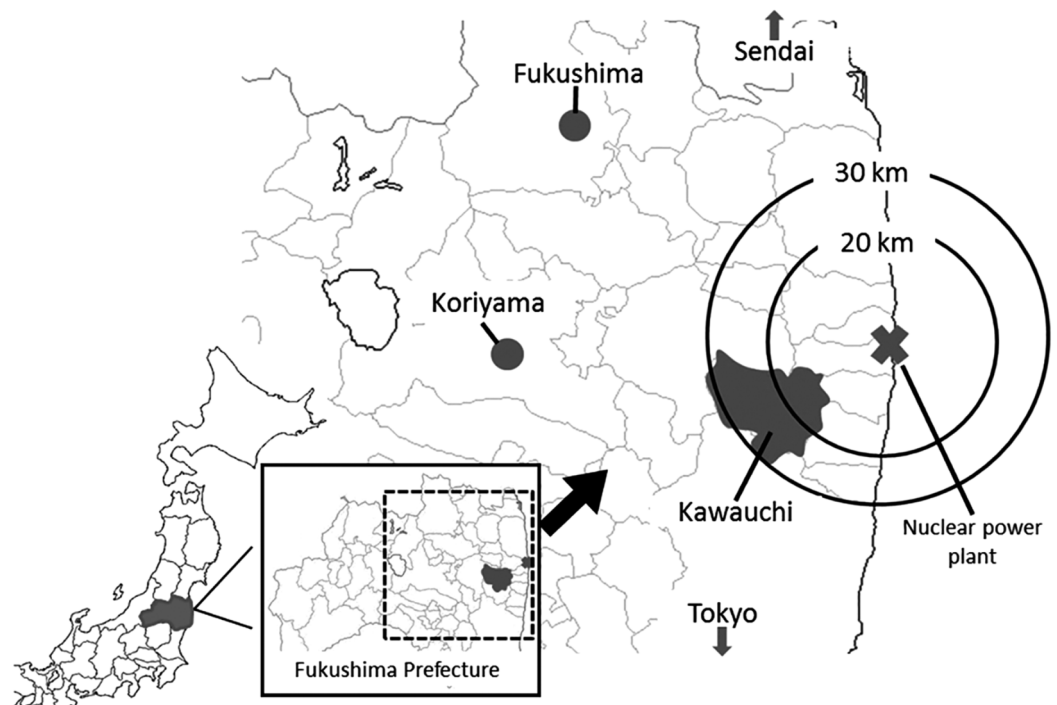 Sendai
Fukushima
30 km
20 km
Koriyama
Kawauchi
Nuclear power
plant
Tokyo
Fukushima Prefecture